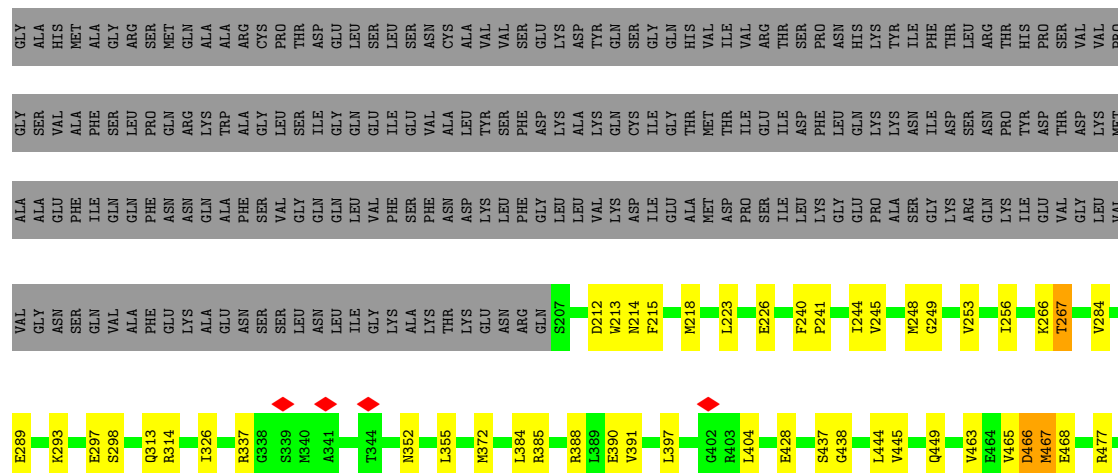 GLY ALA HIS MET ALA GLY ARG SER MET GLN ALA ALA ARG CYS PRO THR ASP GLU LEU SER LEU SER ASN CYS ALA VAL VAL SER GLU LYS ASP TYR GLN SER GLY GLN HIS VAL ILE VAL ARG THR SER PRO ASN HIS LYS TYR ILE PHE THR LEU ARG THR HIS PRO SER VAL VAL PRO
GLY SER VAL ALA PHE SER LEU PRO GLN ARG LYS TRP ALA GLY LEU SER ILE GLY GLN GLU ILE GLU VAL ALA LEU TYR SER PHE ASP LYS ALA LYS GLN CYS ILE GLY THR MET THR ILE GLU ILE ASP PHE LEU GLN LYS LYS ASN ILE ASP SER ASN PRO TYR ASP THR ASP LYS MET
ALA ALA GLU PHE ILE GLN GLN PHE ASN ASN GLN ALA PHE SER VAL GLY GLN GLN LEU VAL PHE SER PHE ASN ASP LYS LEU PHE GLY LEU LEU VAL LYS ASP ILE GLU ALA MET ASP PRO SER ILE LEU LYS GLY GLU PRO ALA SER GLY LYS ARG GLN LYS ILE GLU VAL GLY LEU VAL
VAL GLY ASN SER GLN VAL ALA PHE GLU LYS ALA GLU ASN SER SER LEU ASN LEU ILE GLY LYS ALA LYS THR LYS GLU ASN ARG GLN S207 D212 W213 N214 F215 M218 L223 E226 F240 P241 I244 V245 M248 G249 V253 I256 K266 T267 V284
E289 K293 E297 S298 Q313 R314 I326 R337 G338 S339 M340 A341 T344 N352 L355 M372 L384 R385 R388 L389 E390 V391 L397 G402 R403 L404 E428 S437 G438 L444 V445 Q449 V463 E464 V465 D466 M467 E468 R477